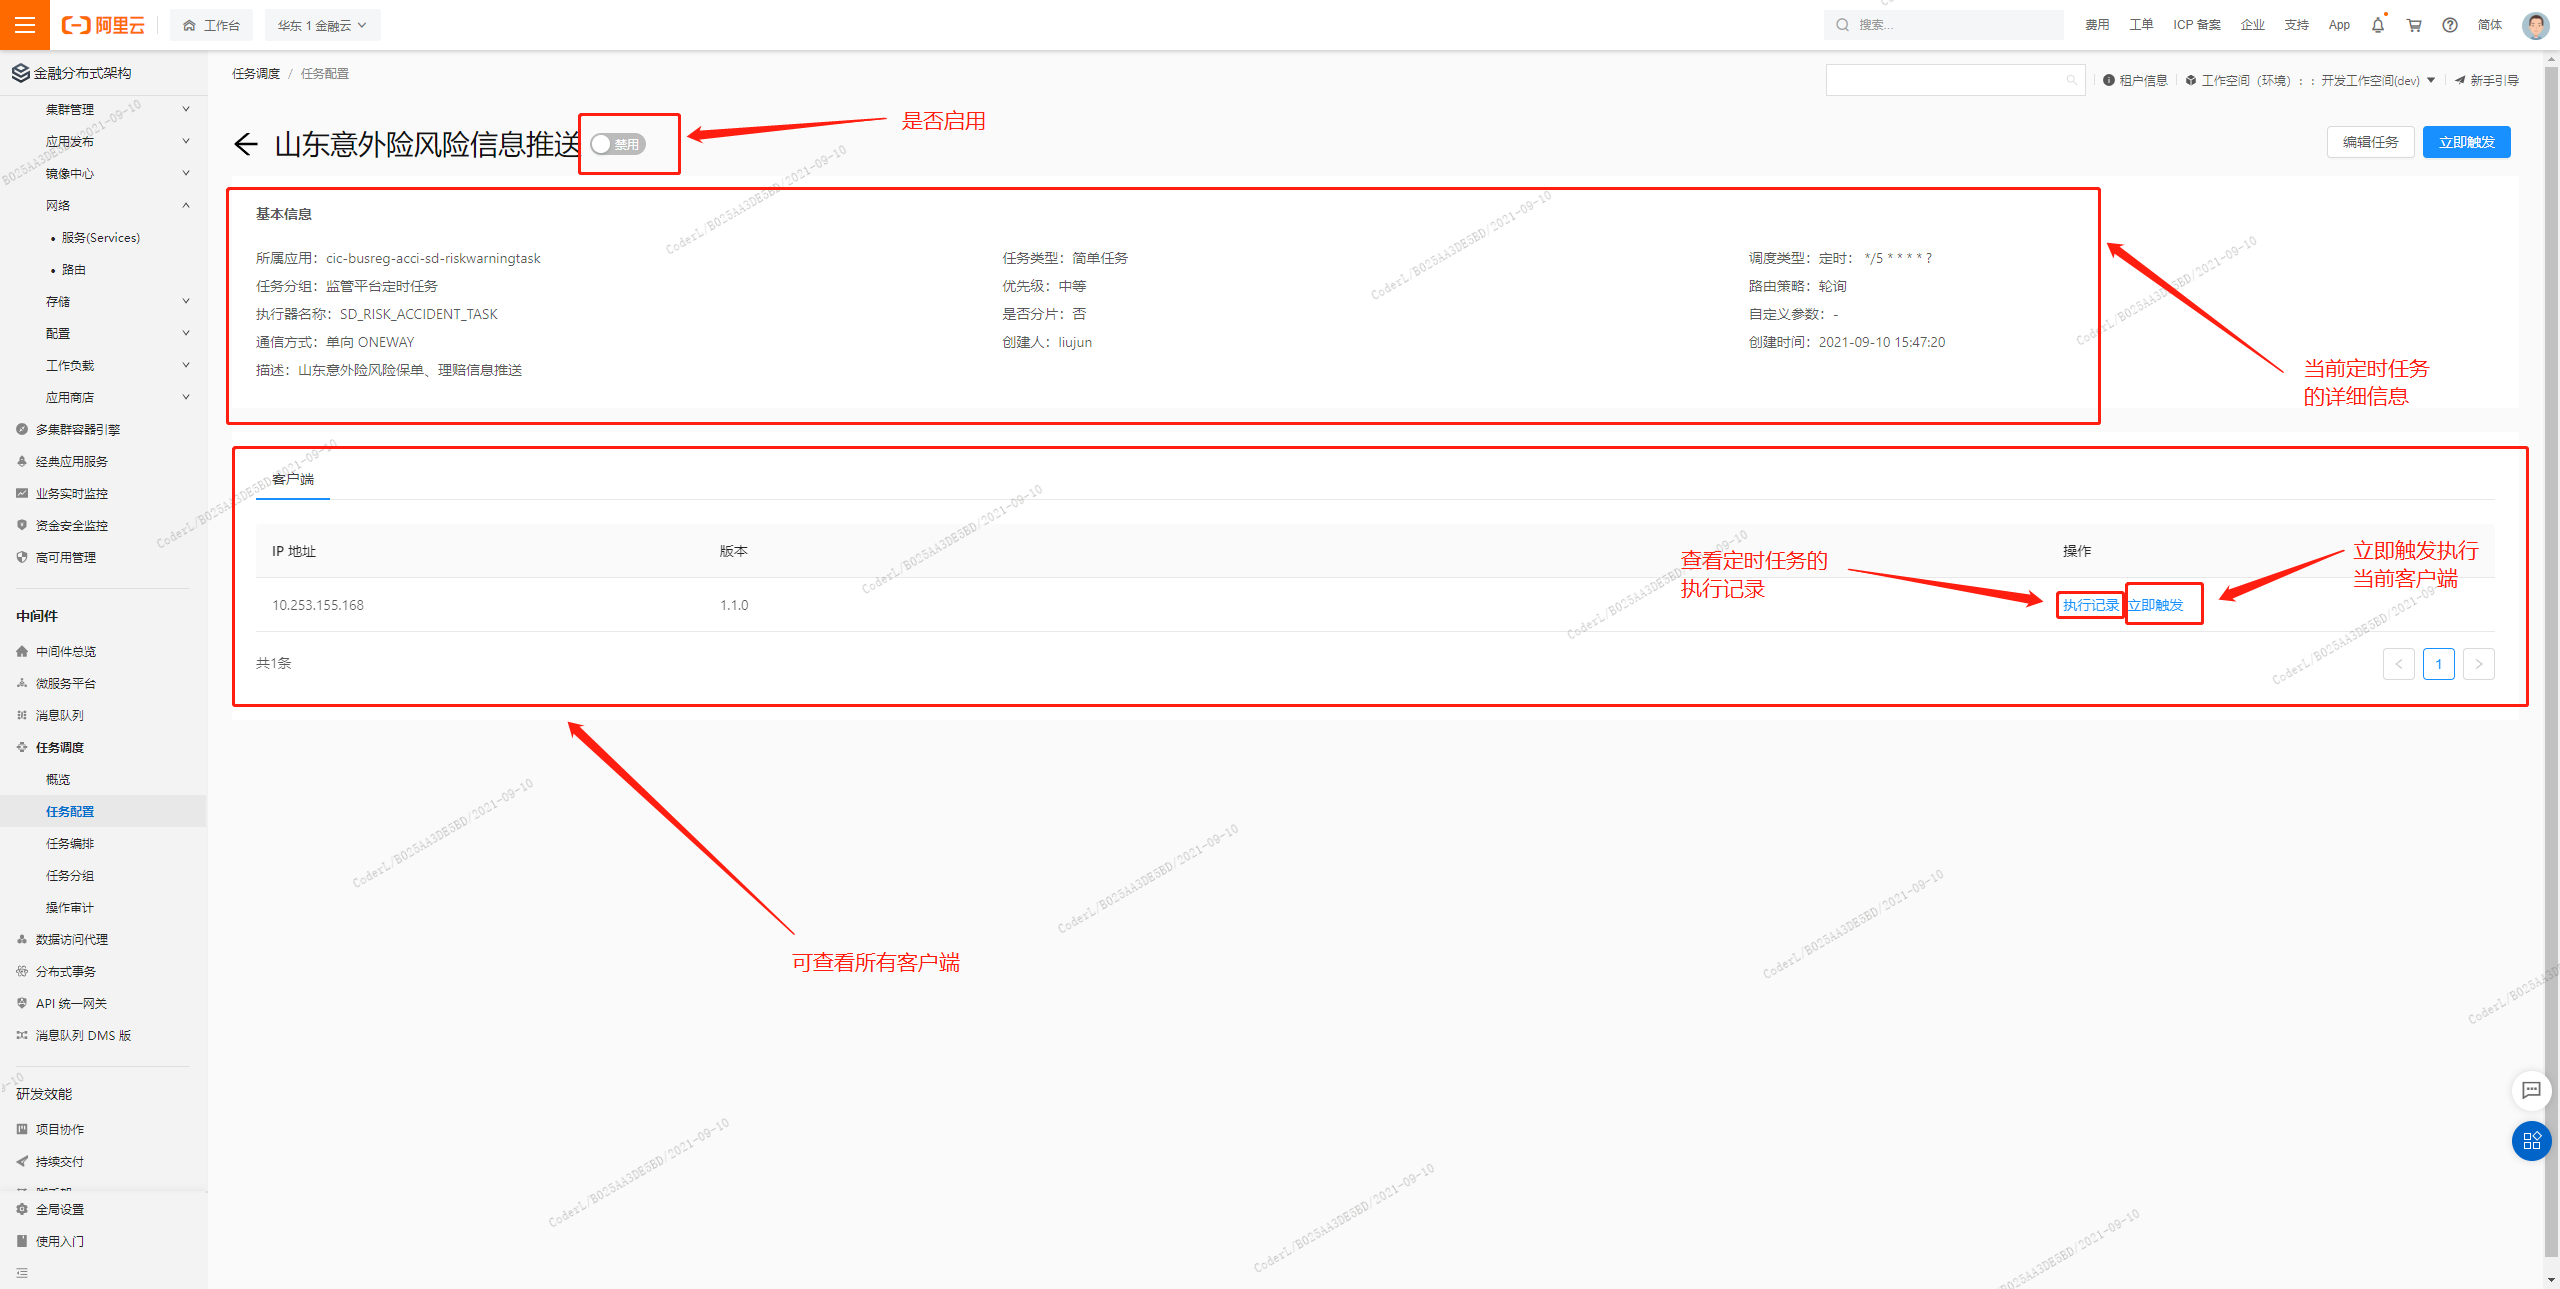 阿里云
工作台
华东 1 金融云
搜索...
费用
工单
ICP 备案
企业
支持
App
简体
金融分布式架构
集群管理
应用发布
镜像中心
网络
服务(Services)
路由
存储
配置
工作负载
应用商店
多集群容器引擎
经典应用服务
业务实时监控
资金安全监控
高可用管理
中间件
中间件总览
微服务平台
消息队列
任务调度
概览
任务配置
任务编排
任务分组
操作审计
数据访问代理
分布式事务
API 统一网关
消息队列 DMS 版
研发效能
项目协作
持续交付
全局设置
使用入门
任务调度 / 任务配置
租户信息
工作空间（环境）：：开发工作空间(dev)
新手引导
山东意外险风险信息推送
禁用
是否启用
编辑任务
立即触发
基本信息
所属应用：cic-busreg-acci-sd-riskwarningtask
任务类型：简单任务
调度类型：定时： */5 * * * * ?
任务分组：监管平台定时任务
优先级：中等
路由策略：轮询
执行器名称：SD_RISK_ACCIDENT_TASK
是否分片：否
自定义参数：-
通信方式：单向 ONEWAY
创建人：liujun
创建时间：2021-09-10 15:47:20
描述：山东意外险风险保单、理赔信息推送
当前定时任务
的详细信息
客户端
IP 地址
版本
操作
10.253.155.168
1.1.0
执行记录
立即触发
查看定时任务的
执行记录
立即触发执行
当前客户端
共1条
1
可查看所有客户端
CoderL/B025AA3DE5BD/2021-09-10